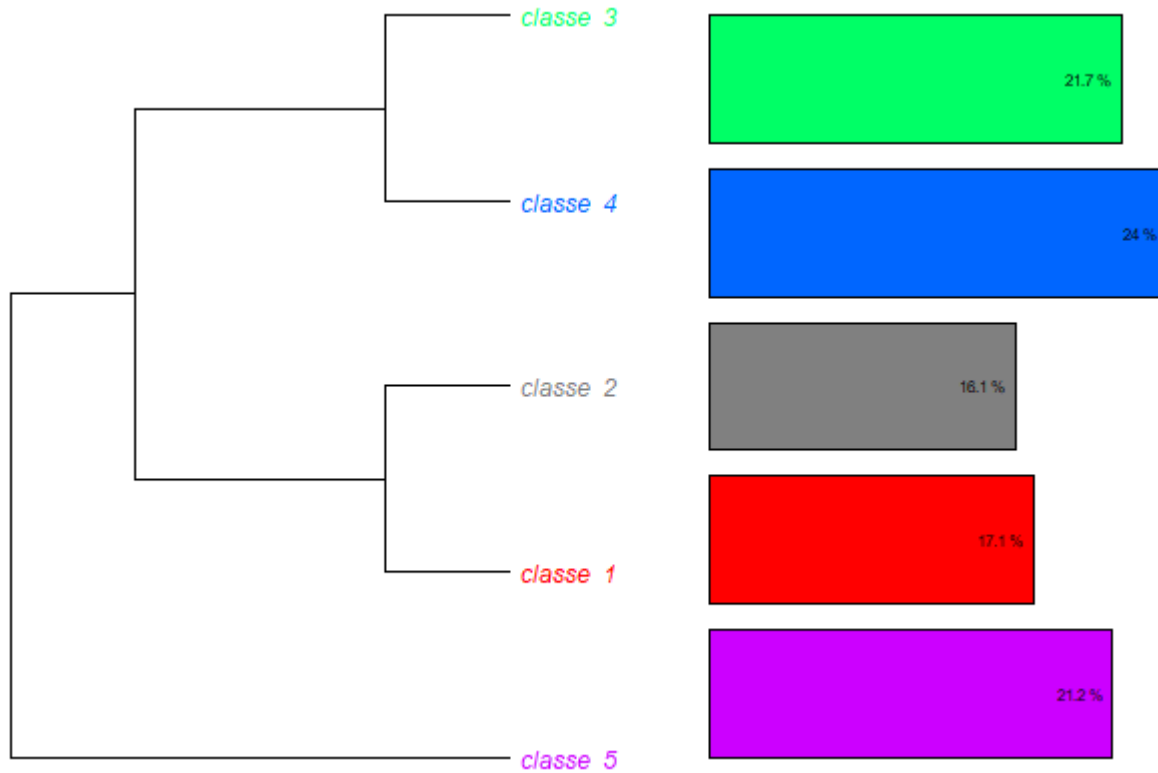 classe 3
21.7 %
classe 4
24 %
classe 2
16.1 %
classe 1
17.1 %
classe 5
21.2 %